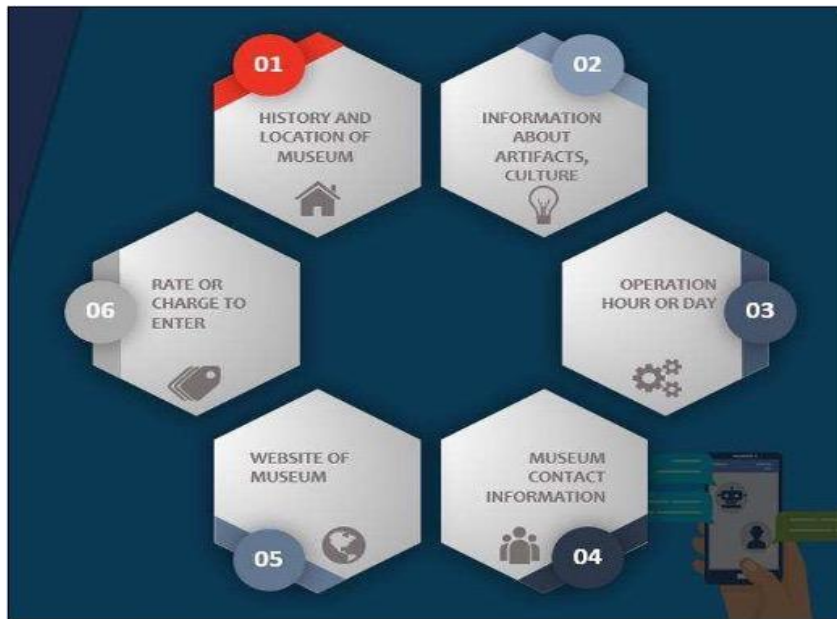 01
HISTORY AND
LOCATION OF
MUSEUM
02
INFORMATION
ABOUT
ARTIFACTS,
CULTURE
03
OPERATION
HOUR OR DAY
04
MUSEUM
CONTACT
INFORMATION
05
WEBSITE OF
MUSEUM
06
RATE OR
CHARGE TO
ENTER